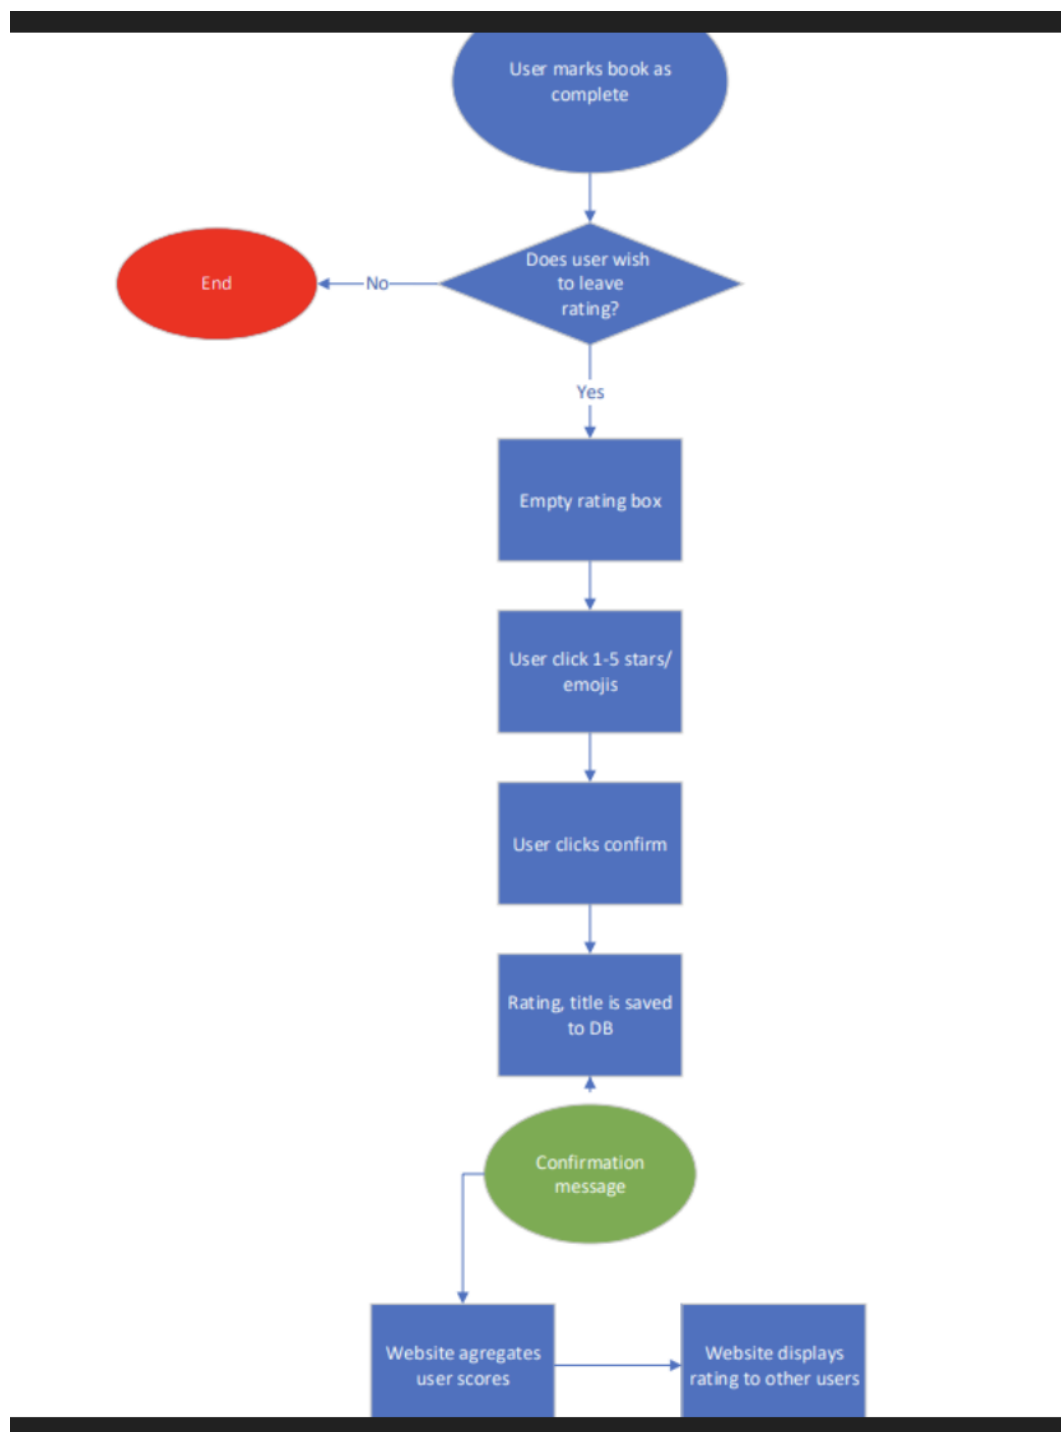 User marks book as
complete
Does user wish
to leave
rating?
No
End
Yes
Empty rating box
User click 1-5 stars/
emojis
User clicks confirm
Rating, title is saved
to DB
Confirmation
message
Website agregates
user scores
Website displays
rating to other users